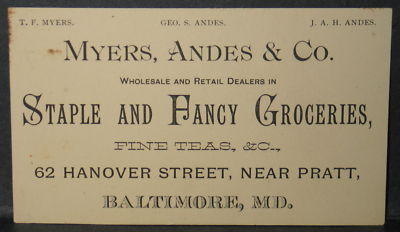 T. F. MYERS. GEO. S. ANDES. J. A. H. ANDES.
MYERS, ANDES & CO.
WHOLESALE AND RETAIL DEALERS IN
STAPLE AND FANCY GROCERIES,
FINE TEAS, &C.,
62 HANOVER STREET, NEAR PRATT,
BALTIMORE, MD.